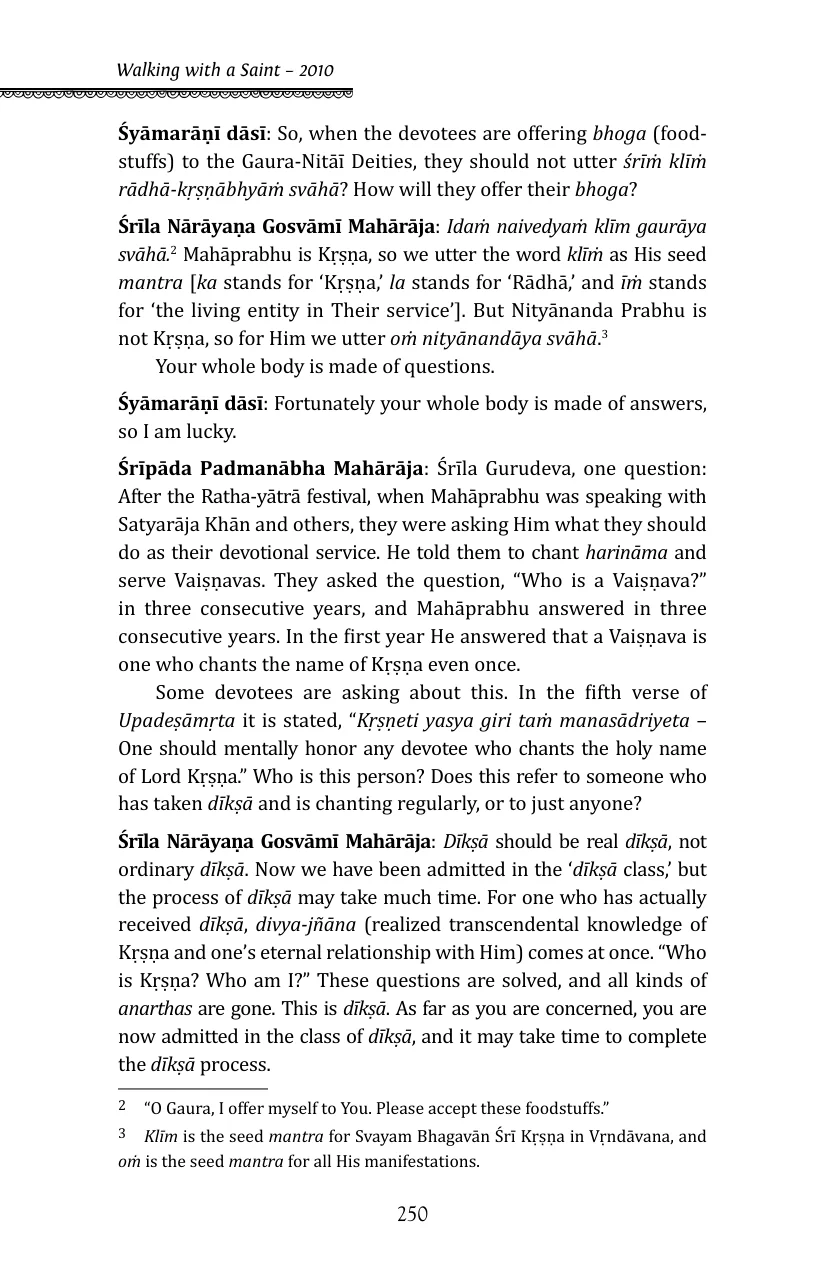 Walking with a Saint – 2010
Śyāmarāṇī dāsī: So, when the devotees are offering bhoga (food-
stuffs) to the Gaura-Nitāī Deities, they should not utter śrīṁ klīṁ
rādhā-kṛṣṇābhyāṁ svāhā? How will they offer their bhoga?
Śrīla Nārāyaṇa Gosvāmī Mahārāja: Idaṁ naivedyaṁ klīm gaurāya
svāhā.2 Mahāprabhu is Kṛṣṇa, so we utter the word klīṁ as His seed
mantra [ka stands for ‘Kṛṣṇa,’ la stands for ‘Rādhā,’ and īṁ stands
for ‘the living entity in Their service’]. But Nityānanda Prabhu is
not Kṛṣṇa, so for Him we utter oṁ nityānandāya svāhā.3
Your whole body is made of questions.
Śyāmarāṇī dāsī: Fortunately your whole body is made of answers,
so I am lucky.
Śrīpāda Padmanābha Mahārāja: Śrīla Gurudeva, one question:
After the Ratha-yātrā festival, when Mahāprabhu was speaking with
Satyarāja Khān and others, they were asking Him what they should
do as their devotional service. He told them to chant harināma and
serve Vaiṣṇavas. They asked the question, “Who is a Vaiṣṇava?”
in three consecutive years, and Mahāprabhu answered in three
consecutive years. In the first year He answered that a Vaiṣṇava is
one who chants the name of Kṛṣṇa even once.
Some devotees are asking about this. In the fifth verse of
Upadeṣāmṛta it is stated, “Kṛṣṇeti yasya giri taṁ manasādriyeta –
One should mentally honor any devotee who chants the holy name
of Lord Kṛṣṇa.” Who is this person? Does this refer to someone who
has taken dīkṣā and is chanting regularly, or to just anyone?
Śrīla Nārāyaṇa Gosvāmī Mahārāja: Dīkṣā should be real dīkṣā, not
ordinary dīkṣā. Now we have been admitted in the ‘dīkṣā class,’ but
the process of dīkṣā may take much time. For one who has actually
received dīkṣā, divya-jñāna (realized transcendental knowledge of
Kṛṣṇa and one’s eternal relationship with Him) comes at once. “Who
is Kṛṣṇa? Who am I?” These questions are solved, and all kinds of
anarthas are gone. This is dīkṣā. As far as you are concerned, you are
now admitted in the class of dīkṣā, and it may take time to complete
the dīkṣā process.
2 “O Gaura, I offer myself to You. Please accept these foodstuffs.”
3 Klīm is the seed mantra for Svayam Bhagavān Śrī Kṛṣṇa in Vṛndāvana, and
oṁ is the seed mantra for all His manifestations.
250